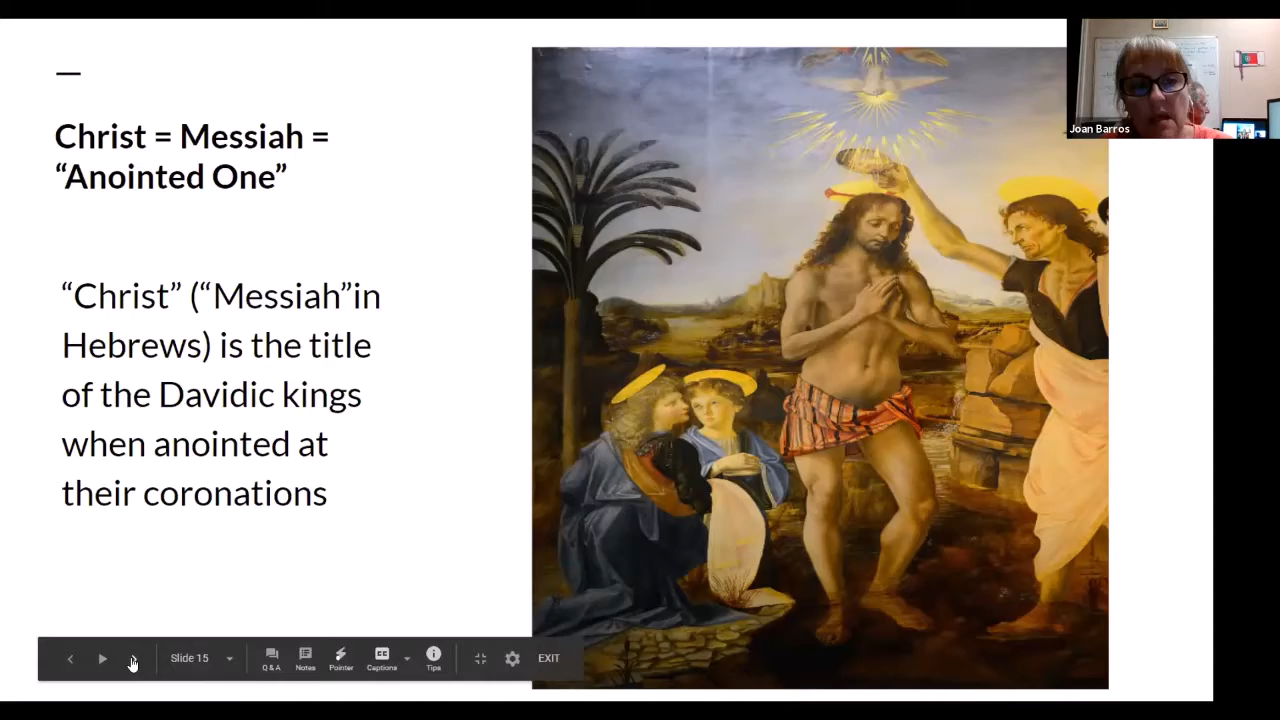 Christ = Messiah =
“Anointed One”
“Christ” (“Messiah”in
Hebrews) is the title
of the Davidic kings
when anointed at
their coronations
Joan Barros
Slide 15
Q & A
Notes
Pointer
CC
Captions
Tips
EXIT